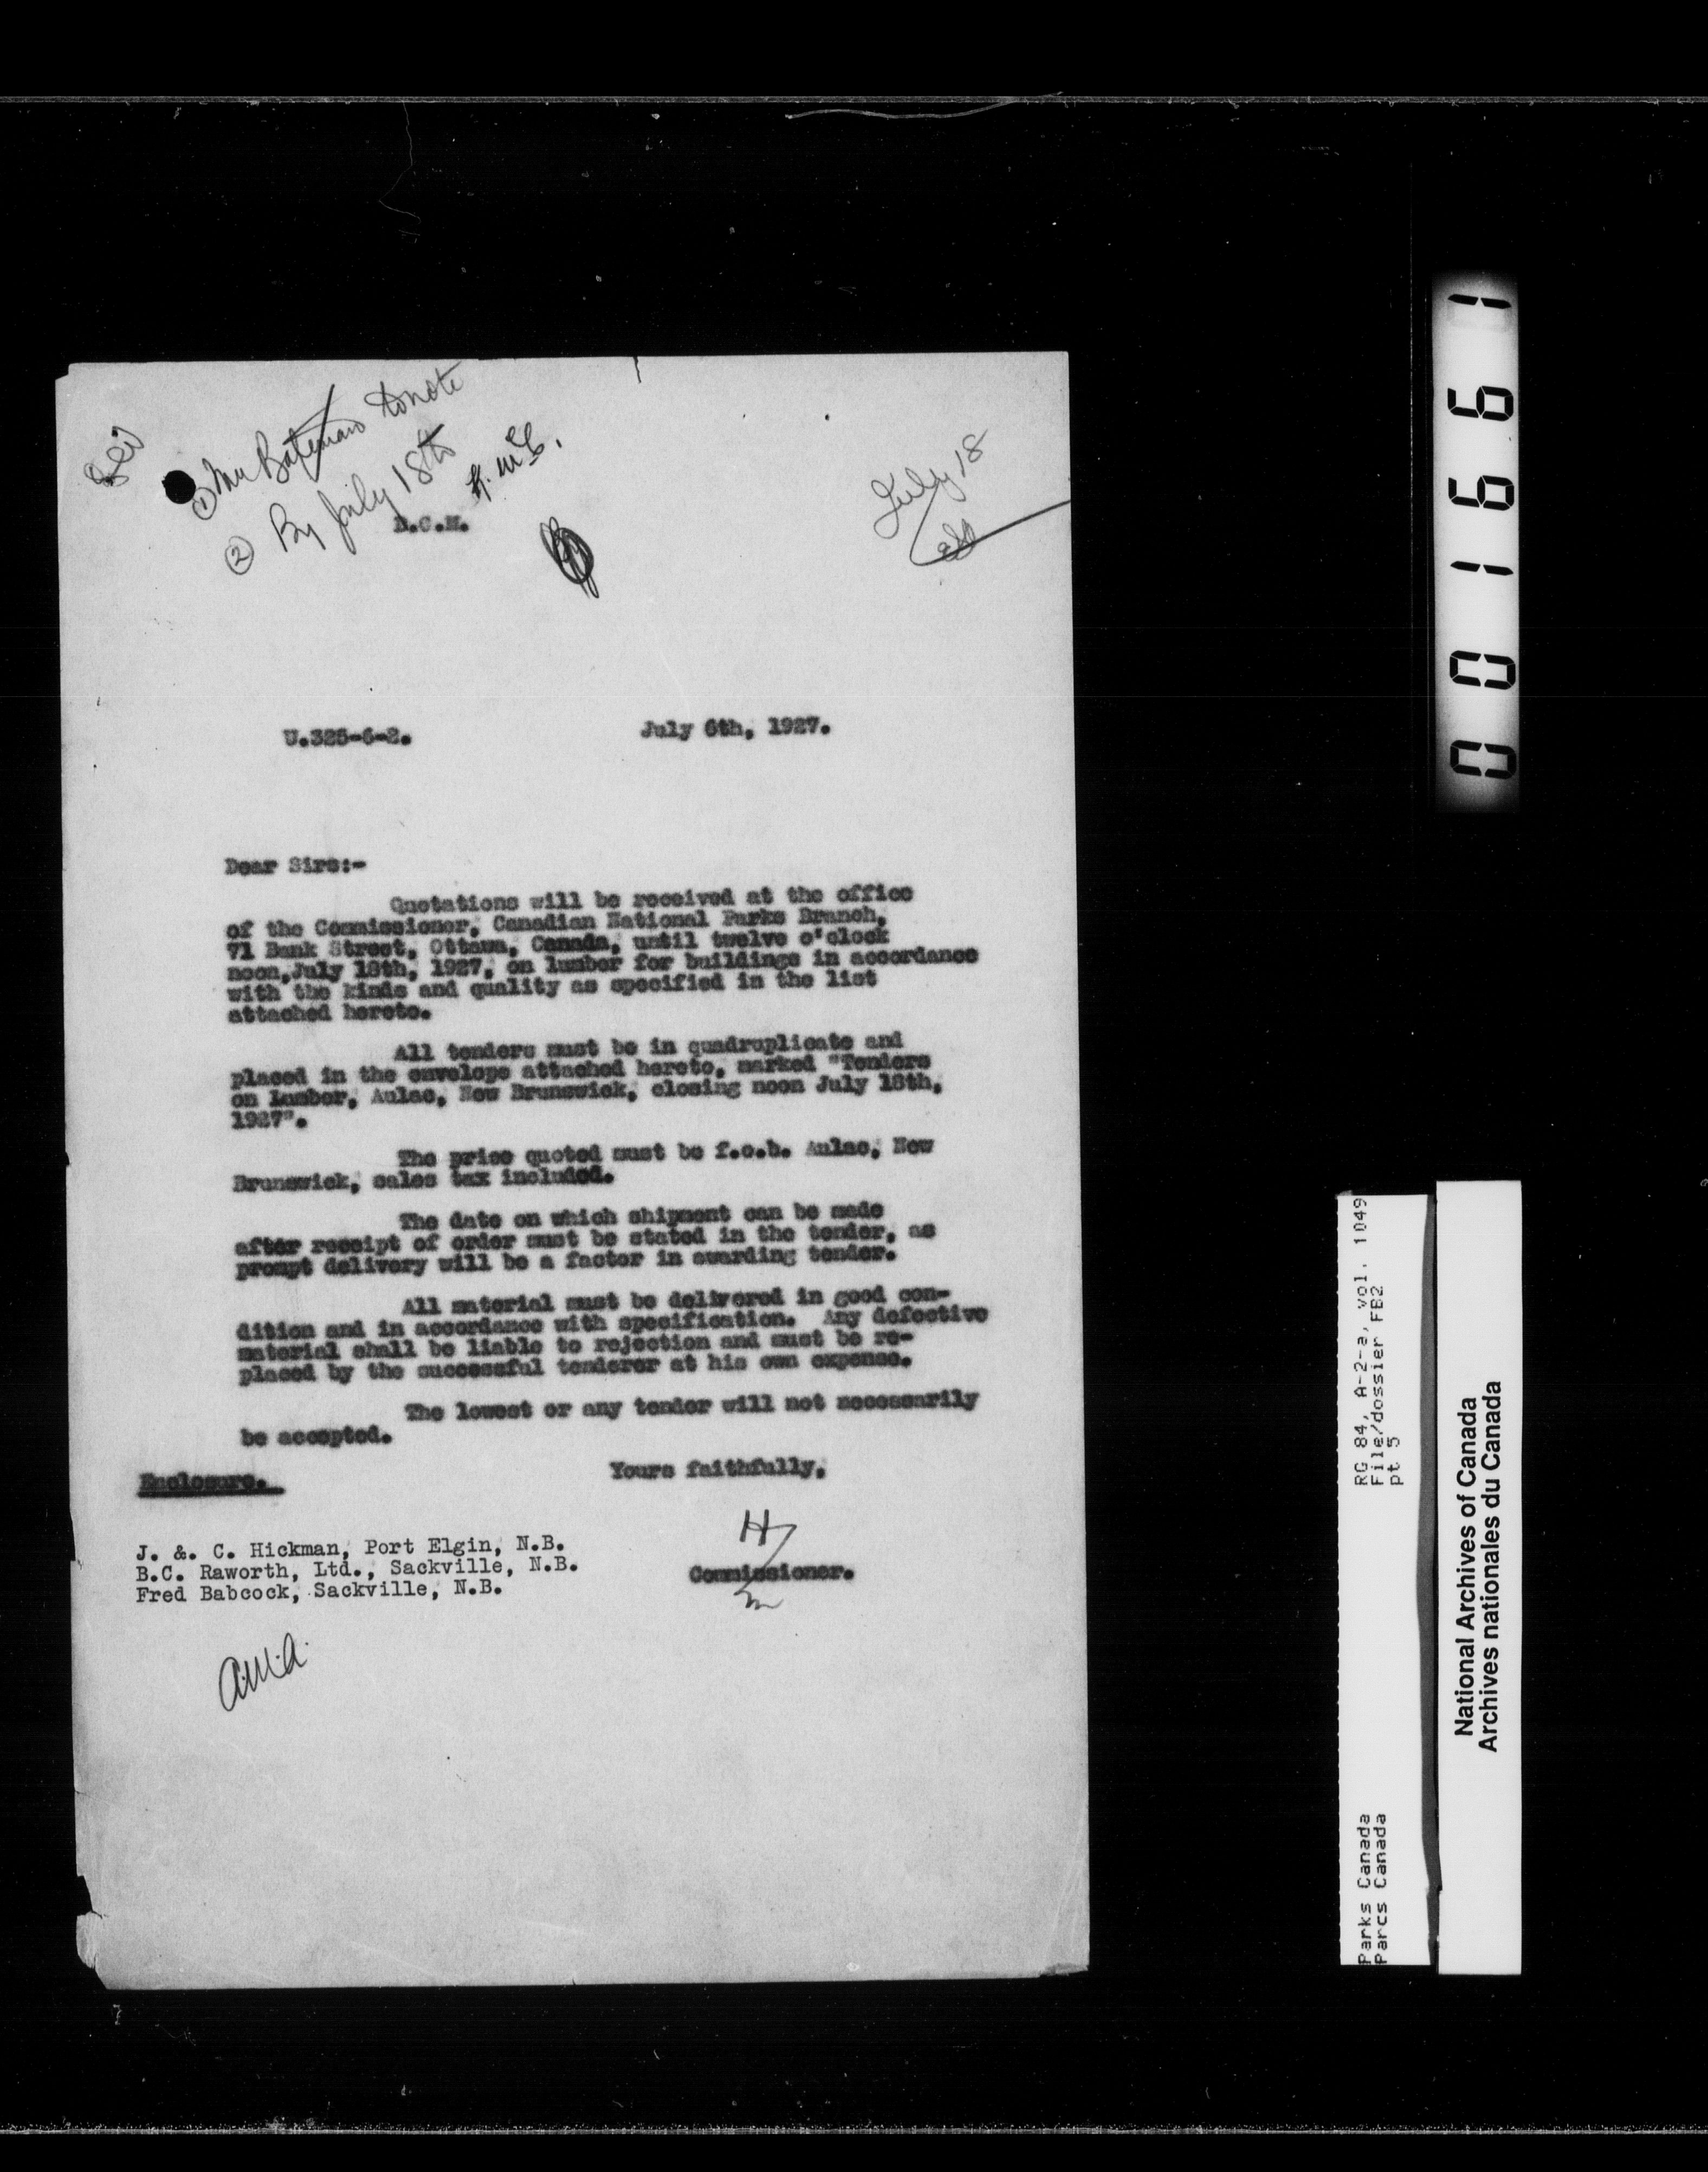 ① Mr Bateman to note
② By July 18th
July 18
U.325-6-2.
July 6th, 1927.
Dear Sirs:-
Quotations will be received at the office
of the Commissioner, Canadian National Parks Branch,
71 Bank Street, Ottawa, Canada, until twelve o'clock
noon, July 18th, 1927, on lumber for buildings in accordance
with the kinds and quality as specified in the list
attached hereto.
All tenders must be in quadruplicate and
placed in the envelope attached hereto, marked "Tenders
on Lumber, Aulac, New Brunswick, closing noon July 18th,
1927".
The price quoted must be f.o.b. Aulac, New
Brunswick, sales tax included.
The date on which shipment can be made
after receipt of order must be stated in the tender, as
prompt delivery will be a factor in awarding tender.
All material must be delivered in good con-
dition and in accordance with specification. Any defective
material shall be liable to rejection and must be re-
placed by the successful tenderer at his own expense.
The lowest or any tender will not necessarily
be accepted.
Yours faithfully,
Enclosure.
H
Commissioner.
J. &. C. Hickman, Port Elgin, N.B.
B.C. Raworth, Ltd., Sackville, N.B.
Fred Babcock, Sackville, N.B.
001661
RG 84, A-2-a, vol. 1049
File/dossier FB2
pt 5
Parks Canada
Parcs Canada
National Archives of Canada
Archives nationales du Canada